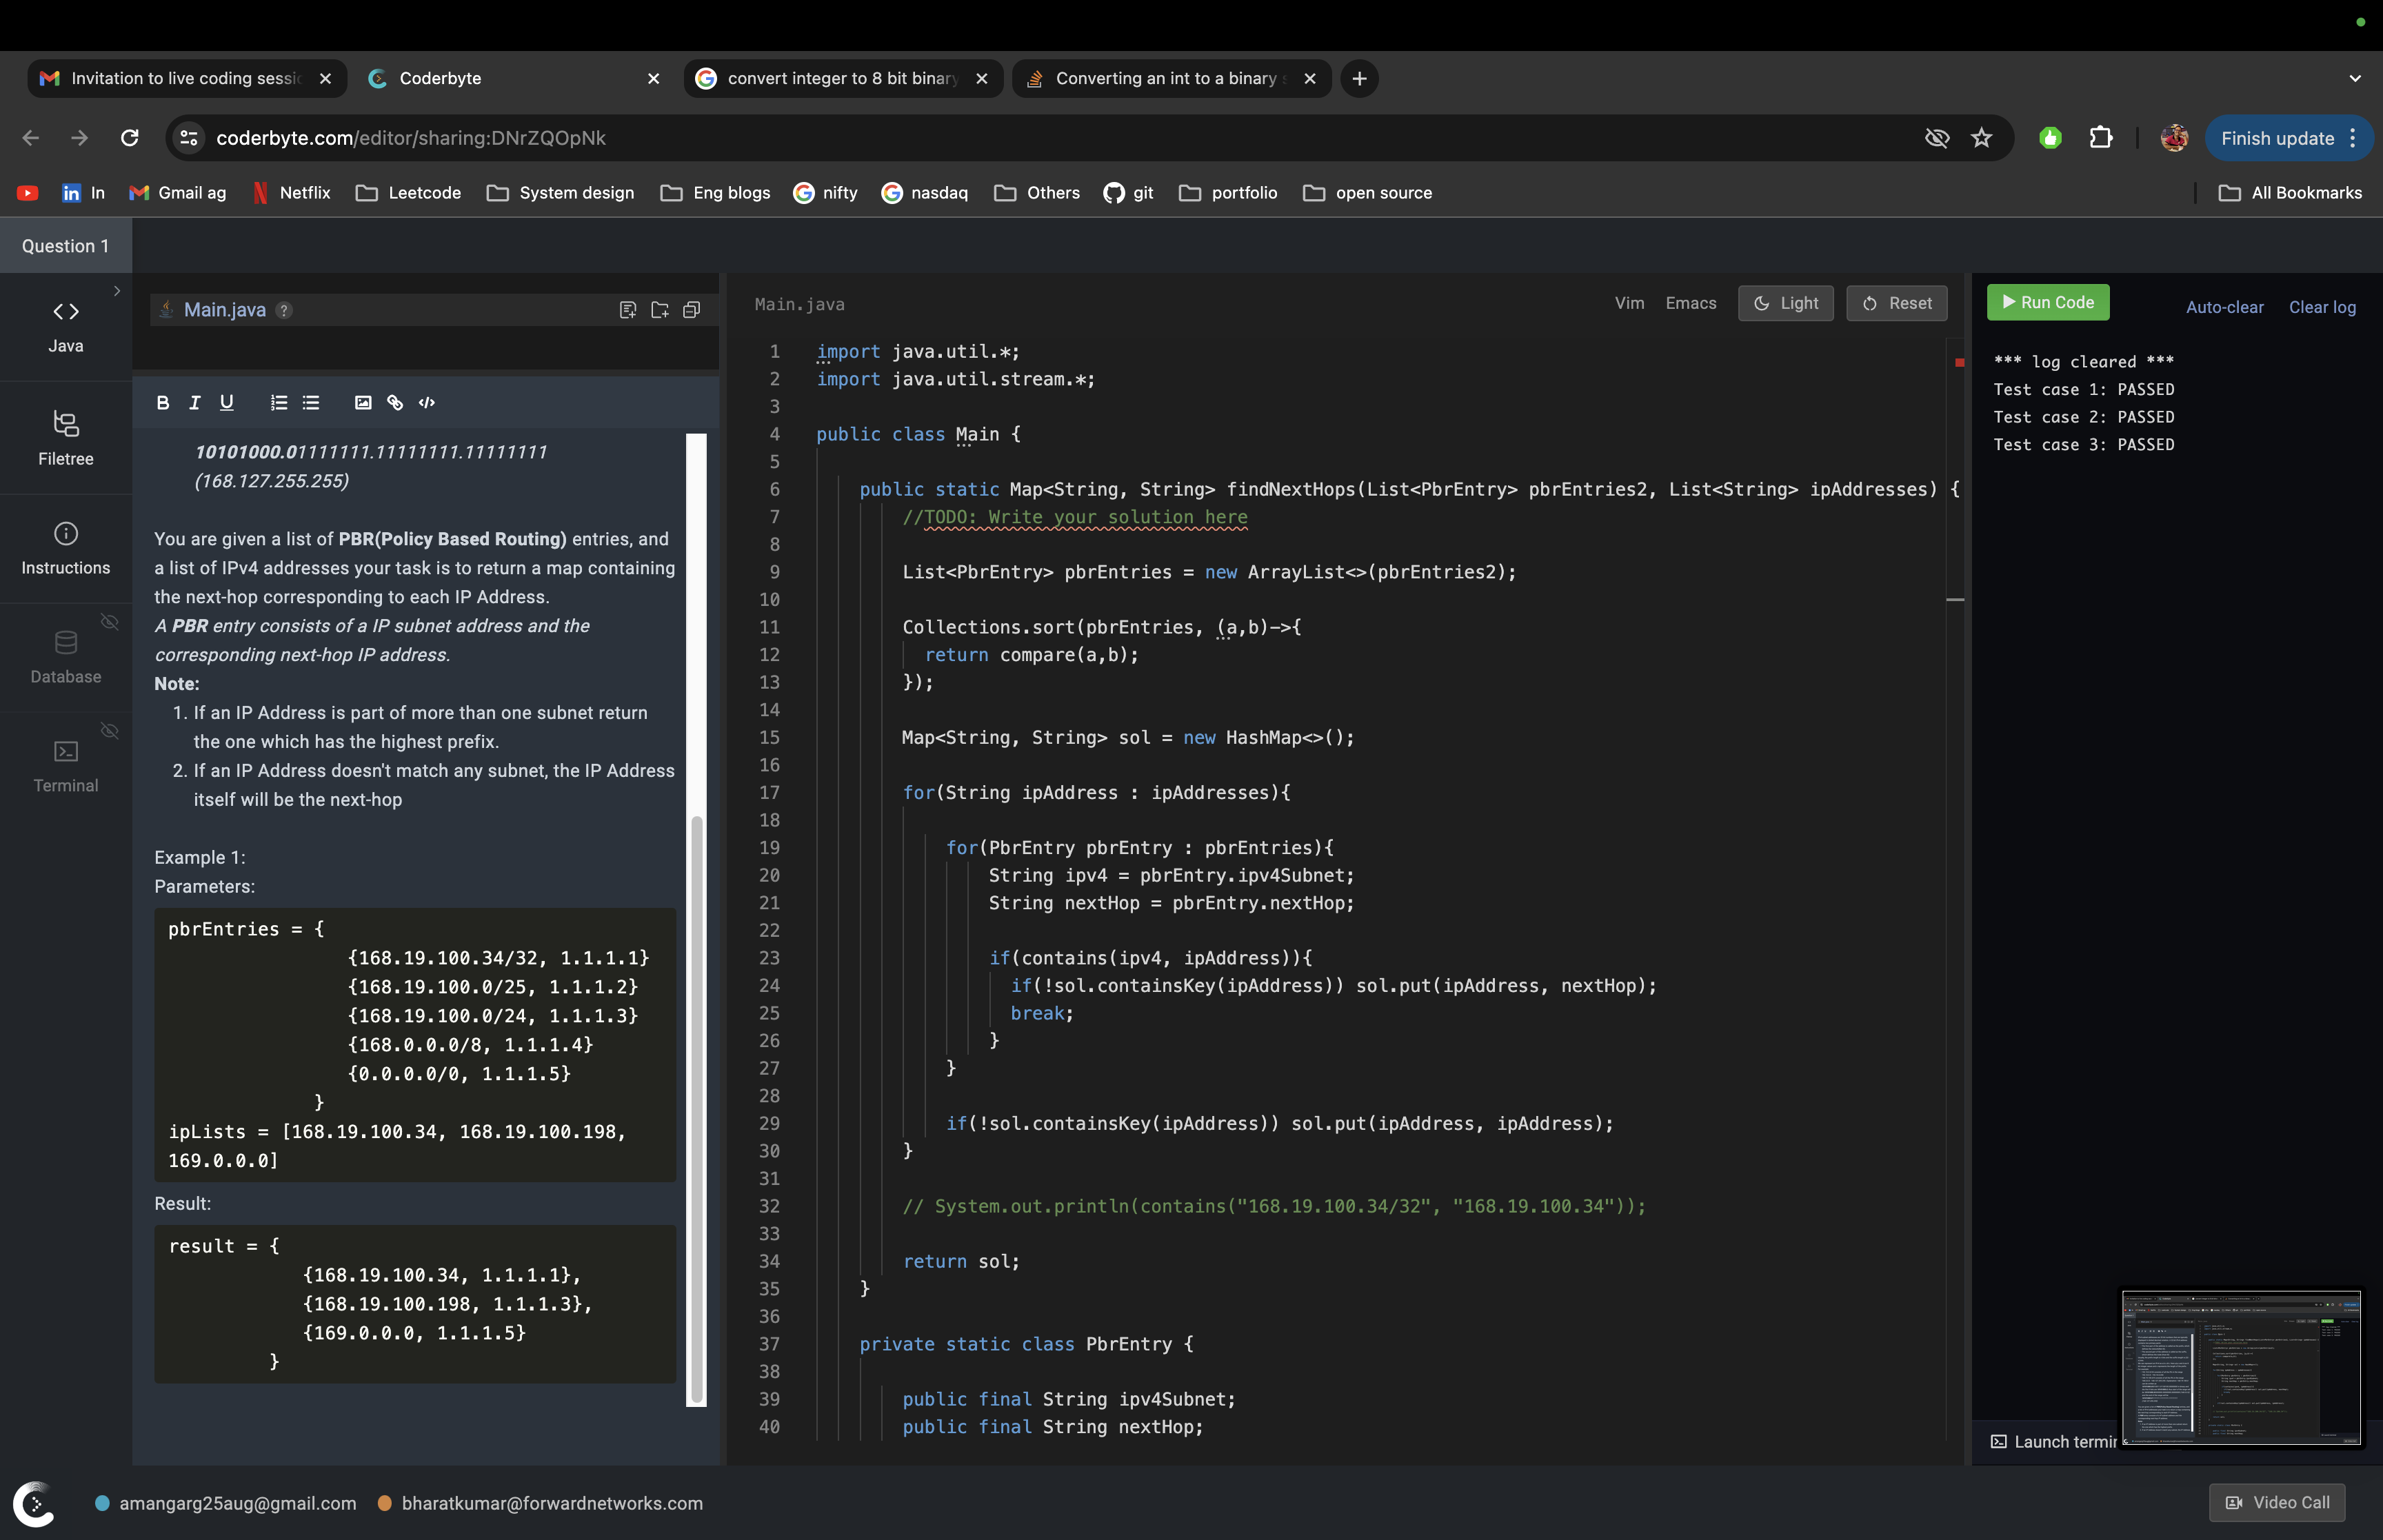 Invitation to live coding sessi
Coderbyte
convert integer to 8 bit binary
Converting an int to a binary s
coderbyte.com/editor/sharing:DNrZQOpNk
Finish update
In
Gmail ag
Netflix
Leetcode
System design
Eng blogs
nifty
nasdaq
Others
git
portfolio
open source
All Bookmarks
Question 1
Java
Filetree
Instructions
Database
Terminal
Main.java ?
B I U
10101000.01111111.11111111.11111111
(168.127.255.255)
You are given a list of PBR(Policy Based Routing) entries, and
a list of IPv4 addresses your task is to return a map containing
the next-hop corresponding to each IP Address.
A PBR entry consists of a IP subnet address and the
corresponding next-hop IP address.
Note:
1. If an IP Address is part of more than one subnet return
the one which has the highest prefix.
2. If an IP Address doesn't match any subnet, the IP Address
itself will be the next-hop
Example 1:
Parameters:
pbrEntries = {
{168.19.100.34/32, 1.1.1.1}
{168.19.100.0/25, 1.1.1.2}
{168.19.100.0/24, 1.1.1.3}
{168.0.0.0/8, 1.1.1.4}
{0.0.0.0/0, 1.1.1.5}
}
ipLists = [168.19.100.34, 168.19.100.198,
169.0.0.0]
Result:
result = {
{168.19.100.34, 1.1.1.1},
{168.19.100.198, 1.1.1.3},
{169.0.0.0, 1.1.1.5}
}
Main.java
Vim
Emacs
Light
Reset
1 import java.util.*;
2 import java.util.stream.*;
3
4 public class Main {
5
6 public static Map<String, String> findNextHops(List<PbrEntry> pbrEntries2, List<String> ipAddresses) {
7 //TODO: Write your solution here
8
9 List<PbrEntry> pbrEntries = new ArrayList<>(pbrEntries2);
10
11 Collections.sort(pbrEntries, (a,b)->{
12 return compare(a,b);
13 });
14
15 Map<String, String> sol = new HashMap<>();
16
17 for(String ipAddress : ipAddresses){
18
19 for(PbrEntry pbrEntry : pbrEntries){
20 String ipv4 = pbrEntry.ipv4Subnet;
21 String nextHop = pbrEntry.nextHop;
22
23 if(contains(ipv4, ipAddress)){
24 if(!sol.containsKey(ipAddress)) sol.put(ipAddress, nextHop);
25 break;
26 }
27 }
28
29 if(!sol.containsKey(ipAddress)) sol.put(ipAddress, ipAddress);
30 }
31
32 // System.out.println(contains("168.19.100.34/32", "168.19.100.34"));
33
34 return sol;
35 }
36
37 private static class PbrEntry {
38
39 public final String ipv4Subnet;
40 public final String nextHop;
Run Code
Auto-clear
Clear log
*** log cleared ***
Test case 1: PASSED
Test case 2: PASSED
Test case 3: PASSED
Launch termin
amangarg25aug@gmail.com
bharatkumar@forwardnetworks.com
Video Call